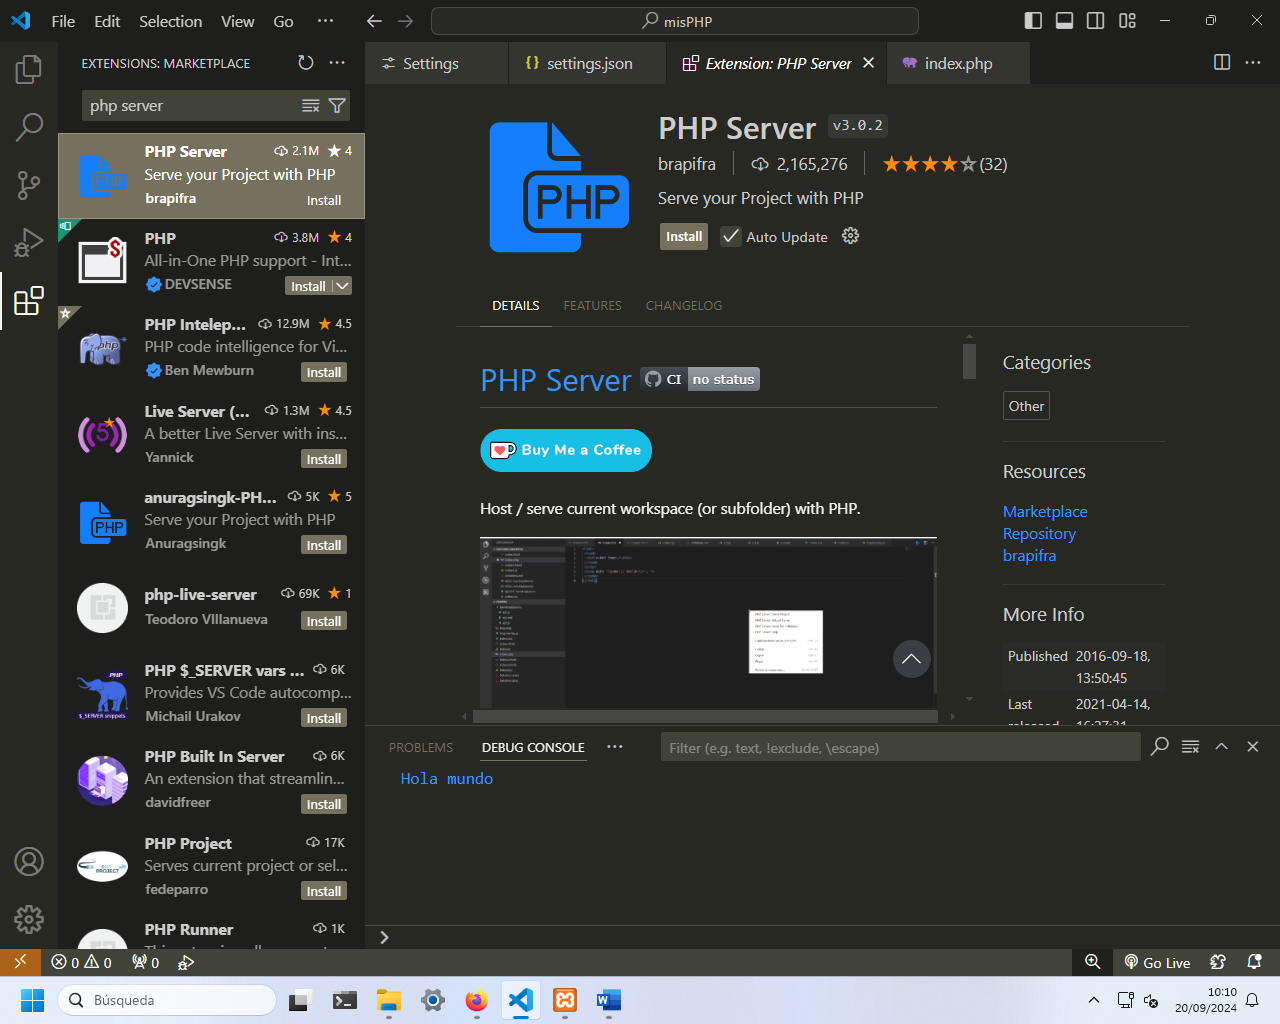 File Edit Selection View Go ··· misPHP
EXTENSIONS: MARKETPLACE
php server
PHP Server 2.1M ★ 4
Serve your Project with PHP
brapifra Install
PHP 3.8M ★ 4
All-in-One PHP support - Int...
DEVSENSE Install
PHP Intelep... 12.9M ★ 4.5
PHP code intelligence for Vi...
Ben Mewburn Install
Live Server (... 1.3M ★ 4.5
A better Live Server with ins...
Yannick Install
anuragsingk-PH... 5K ★ 5
Serve your Project with PHP
Anuragsingk Install
php-live-server 69K ★ 1
Teodoro VIllanueva Install
PHP $_SERVER vars ... 6K
Provides VS Code autocomp...
Michail Urakov Install
PHP Built In Server 6K
An extension that streamlin...
davidfreer Install
PHP Project 17K
Serves current project or sel...
fedeparro Install
PHP Runner 1K
Settings
settings.json
Extension: PHP Server
index.php
PHP
PHP Server v3.0.2
brapifra 2,165,276 ★★★★☆(32)
Serve your Project with PHP
Install Auto Update
DETAILS FEATURES CHANGELOG
PHP Server CI no status
Buy Me a Coffee
Host / serve current workspace (or subfolder) with PHP.
Categories
Other
Resources
Marketplace
Repository
brapifra
More Info
Published 2016-09-18,
13:50:45
Last 2021-04-14,
released 16:27:31
PROBLEMS DEBUG CONSOLE ··· Filter (e.g. text, !exclude, \escape)
Hola mundo
0 0 0 Go Live
Búsqueda
10:10
20/09/2024